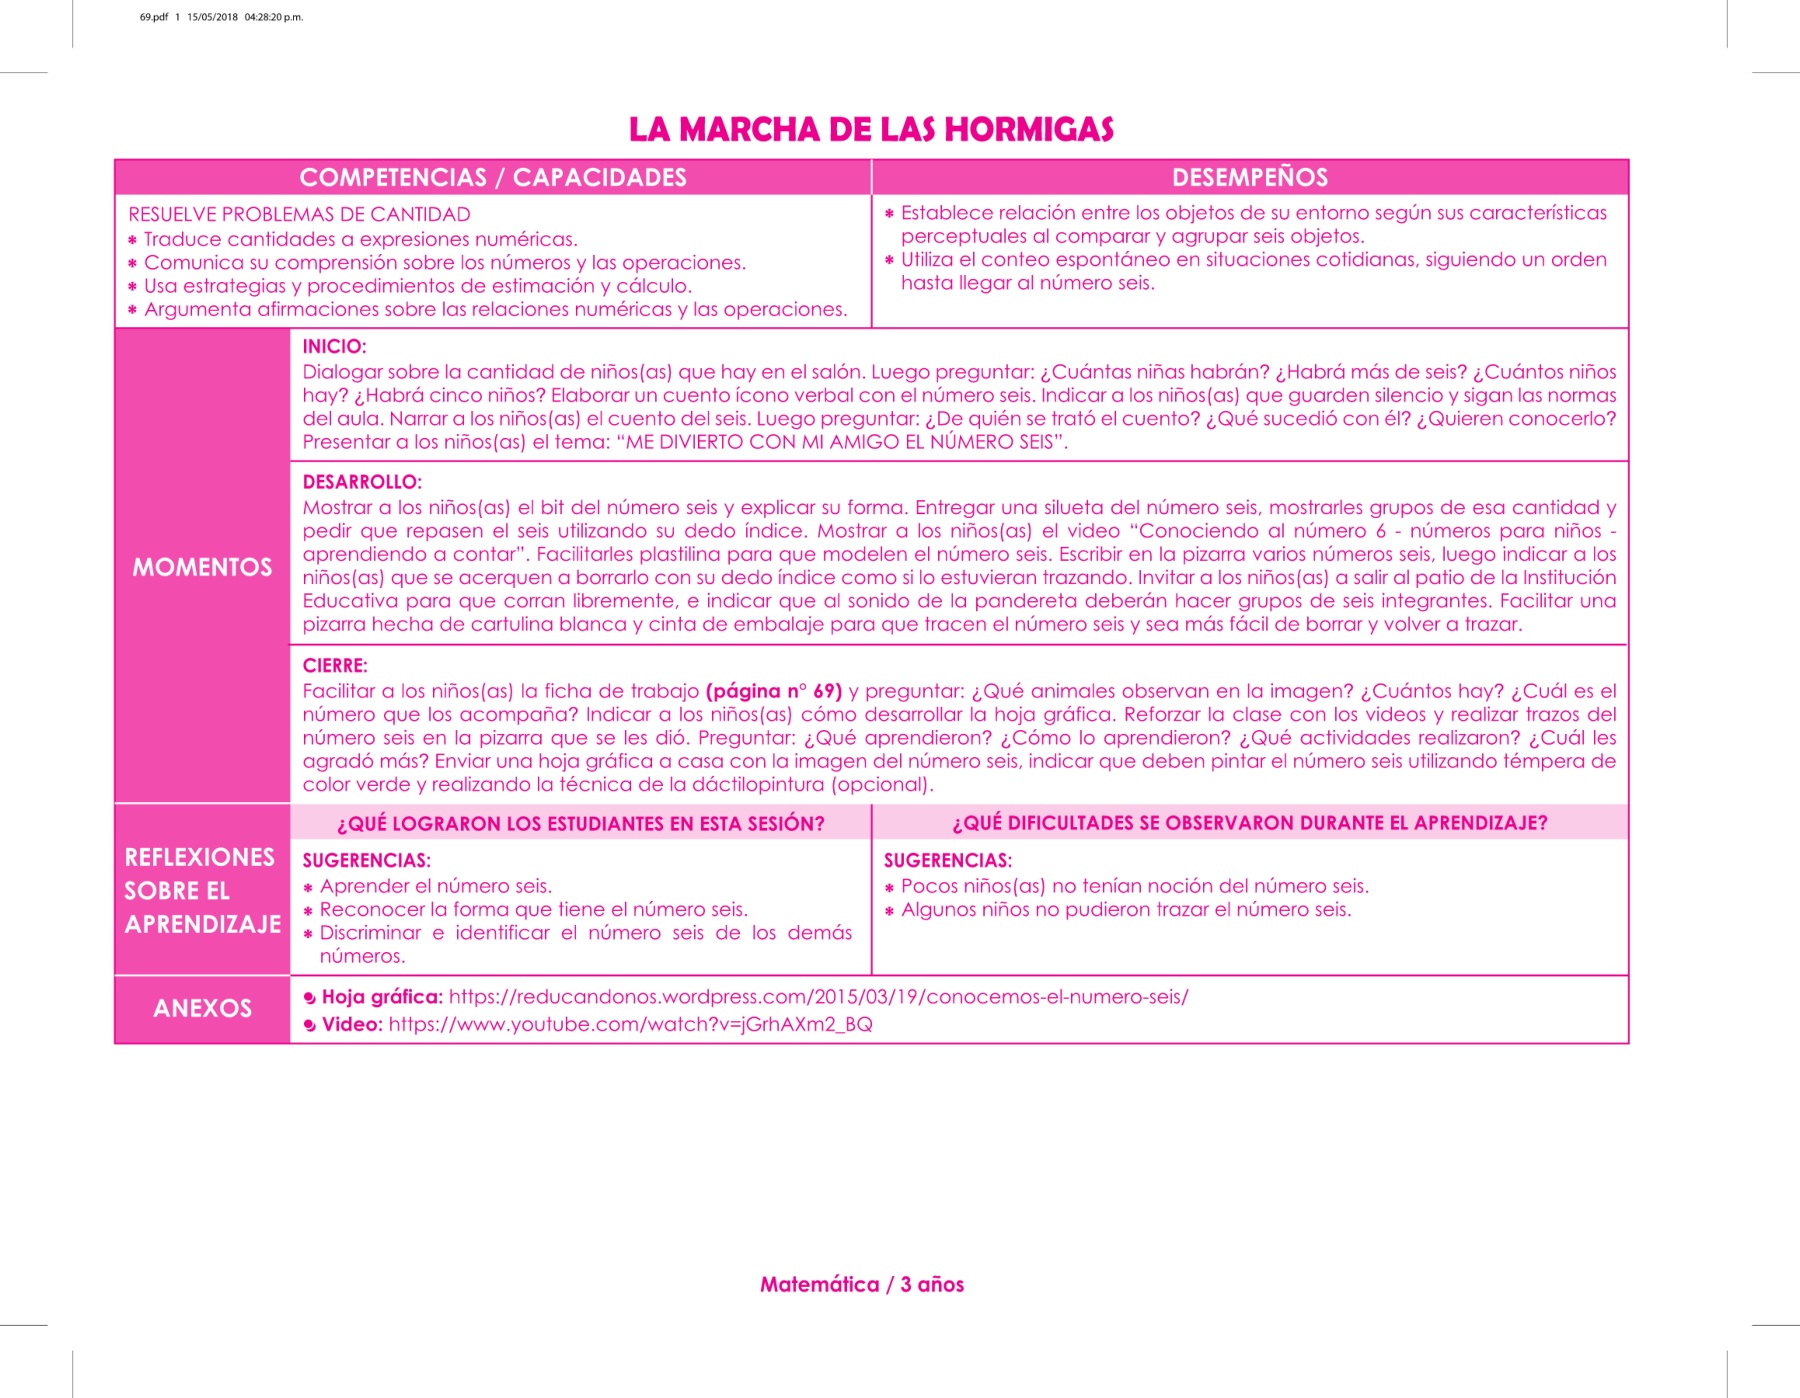 69.pdf 1 15/05/2018 04:28:20 p.m.
LA MARCHA DE LAS HORMIGAS
COMPETENCIAS / CAPACIDADES
DESEMPEÑOS
RESUELVE PROBLEMAS DE CANTIDAD
* Traduce cantidades a expresiones numéricas.
* Comunica su comprensión sobre los números y las operaciones.
* Usa estrategias y procedimientos de estimación y cálculo.
* Argumenta afirmaciones sobre las relaciones numéricas y las operaciones.
* Establece relación entre los objetos de su entorno según sus características
perceptuales al comparar y agrupar seis objetos.
* Utiliza el conteo espontáneo en situaciones cotidianas, siguiendo un orden
hasta llegar al número seis.
MOMENTOS
INICIO:
Dialogar sobre la cantidad de niños(as) que hay en el salón. Luego preguntar: ¿Cuántas niñas habrán? ¿Habrá más de seis? ¿Cuántos niños
hay? ¿Habrá cinco niños? Elaborar un cuento ícono verbal con el número seis. Indicar a los niños(as) que guarden silencio y sigan las normas
del aula. Narrar a los niños(as) el cuento del seis. Luego preguntar: ¿De quién se trató el cuento? ¿Qué sucedió con él? ¿Quieren conocerlo?
Presentar a los niños(as) el tema: “ME DIVIERTO CON MI AMIGO EL NÚMERO SEIS”.
DESARROLLO:
Mostrar a los niños(as) el bit del número seis y explicar su forma. Entregar una silueta del número seis, mostrarles grupos de esa cantidad y
pedir que repasen el seis utilizando su dedo índice. Mostrar a los niños(as) el video “Conociendo al número 6 - números para niños -
aprendiendo a contar”. Facilitarles plastilina para que modelen el número seis. Escribir en la pizarra varios números seis, luego indicar a los
niños(as) que se acerquen a borrarlo con su dedo índice como si lo estuvieran trazando. Invitar a los niños(as) a salir al patio de la Institución
Educativa para que corran libremente, e indicar que al sonido de la pandereta deberán hacer grupos de seis integrantes. Facilitar una
pizarra hecha de cartulina blanca y cinta de embalaje para que tracen el número seis y sea más fácil de borrar y volver a trazar.
CIERRE:
Facilitar a los niños(as) la ficha de trabajo (página n° 69) y preguntar: ¿Qué animales observan en la imagen? ¿Cuántos hay? ¿Cuál es el
número que los acompaña? Indicar a los niños(as) cómo desarrollar la hoja gráfica. Reforzar la clase con los videos y realizar trazos del
número seis en la pizarra que se les dió. Preguntar: ¿Qué aprendieron? ¿Cómo lo aprendieron? ¿Qué actividades realizaron? ¿Cuál les
agradó más? Enviar una hoja gráfica a casa con la imagen del número seis, indicar que deben pintar el número seis utilizando témpera de
color verde y realizando la técnica de la dáctilopintura (opcional).
REFLEXIONES
SOBRE EL
APRENDIZAJE
¿QUÉ LOGRARON LOS ESTUDIANTES EN ESTA SESIÓN?
SUGERENCIAS:
* Aprender el número seis.
* Reconocer la forma que tiene el número seis.
* Discriminar e identificar el número seis de los demás
números.
¿QUÉ DIFICULTADES SE OBSERVARON DURANTE EL APRENDIZAJE?
SUGERENCIAS:
* Pocos niños(as) no tenían noción del número seis.
* Algunos niños no pudieron trazar el número seis.
ANEXOS
Hoja gráfica: https://reducandonos.wordpress.com/2015/03/19/conocemos-el-numero-seis/
Video: https://www.youtube.com/watch?v=jGrhAXm2_BQ
Matemática / 3 años